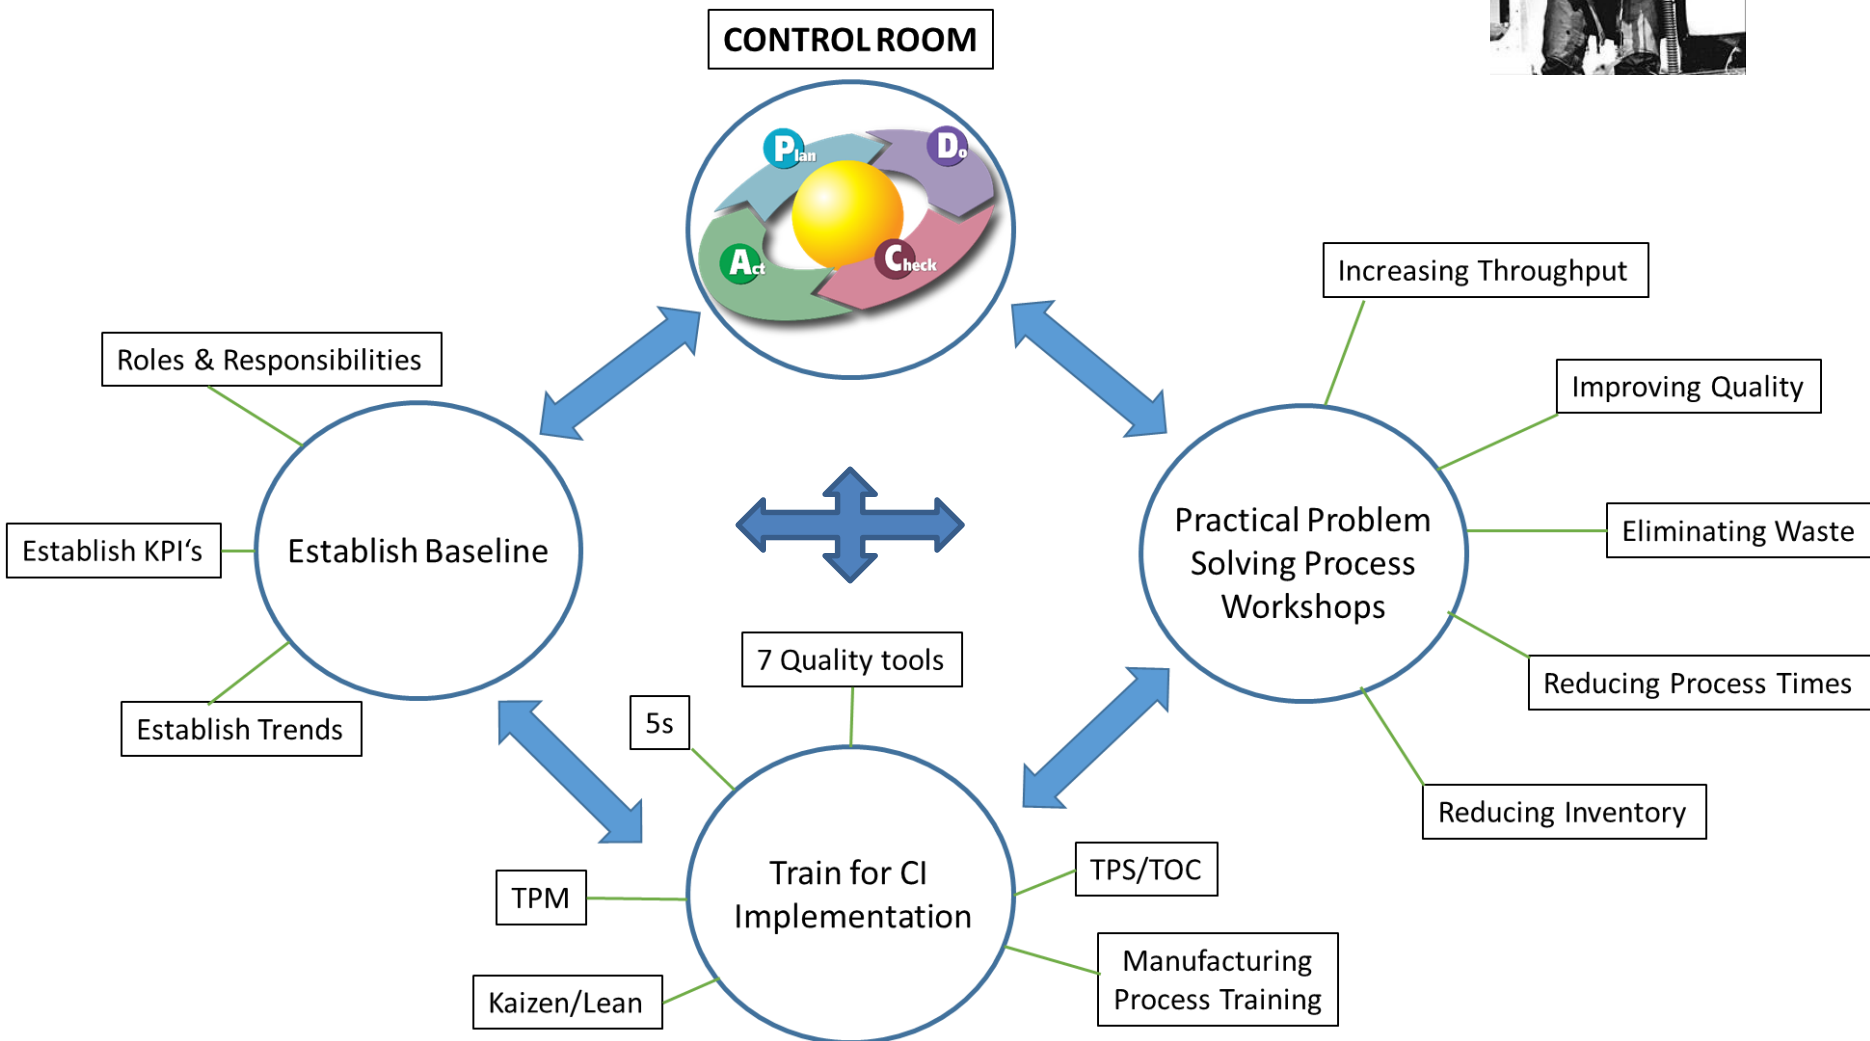 CONTROL ROOM
Plan
Do
Act
Check
Increasing Throughput
Roles & Responsibilities
Improving Quality
Establish KPI‘s
Establish Baseline
Practical Problem
Solving Process
Workshops
Eliminating Waste
7 Quality tools
Reducing Process Times
5s
Establish Trends
Reducing Inventory
TPM
Train for CI
Implementation
TPS/TOC
Kaizen/Lean
Manufacturing
Process Training